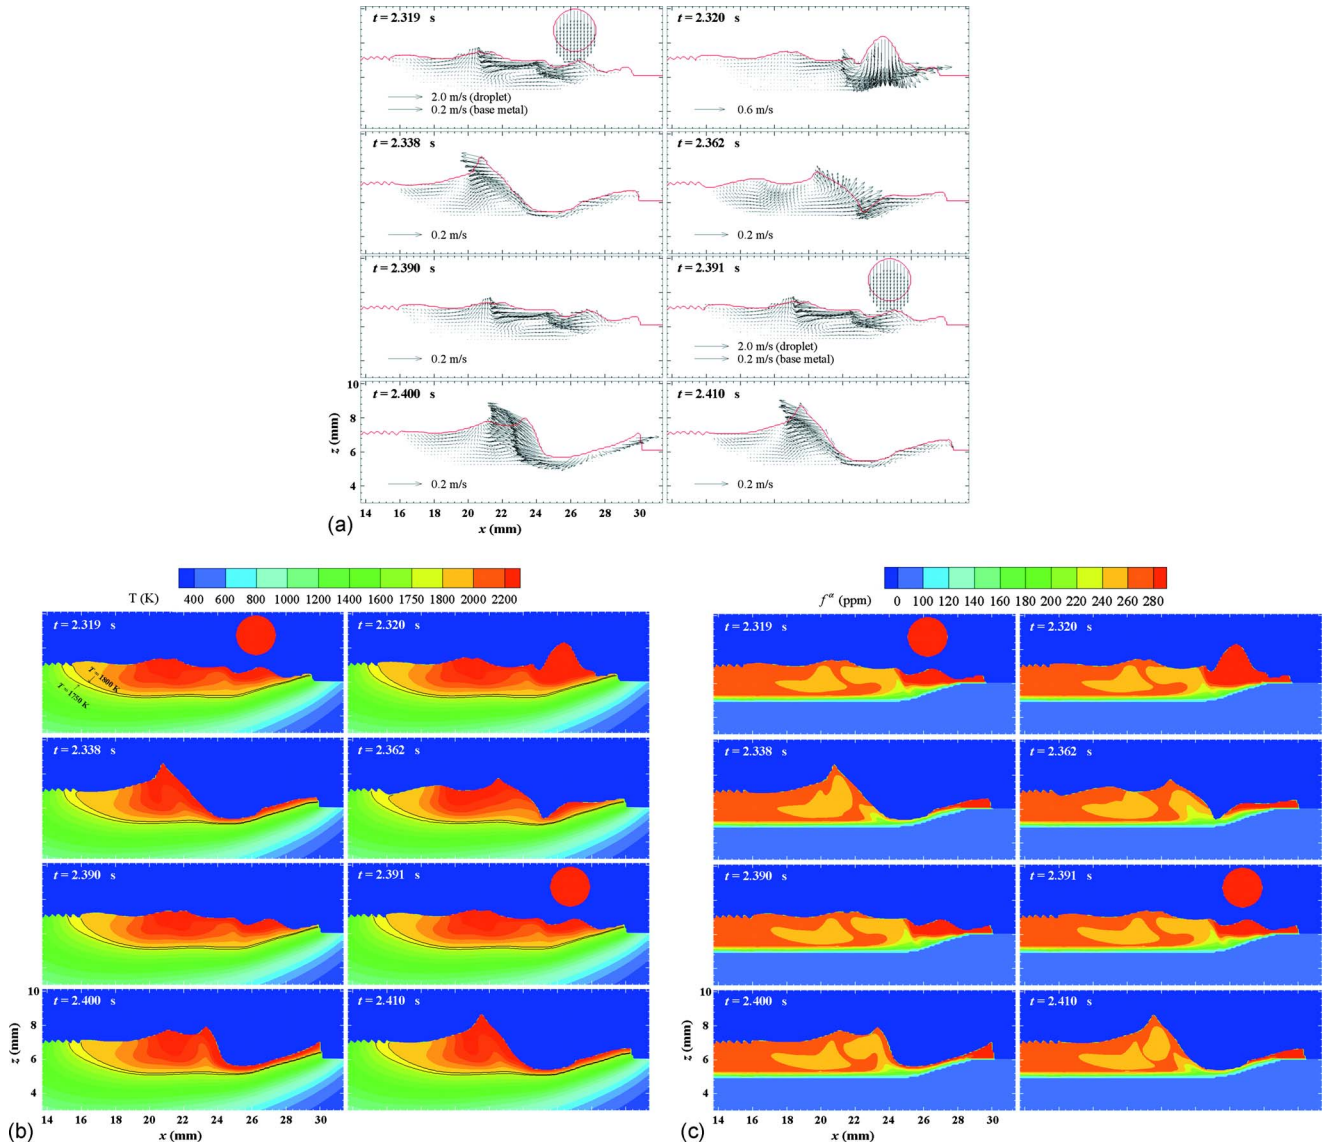 t = 2.319 s
2.0 m/s (droplet)
0.2 m/s (base metal)
t = 2.320 s
0.6 m/s
t = 2.338 s
0.2 m/s
t = 2.362 s
0.2 m/s
t = 2.390 s
0.2 m/s
t = 2.391 s
2.0 m/s (droplet)
0.2 m/s (base metal)
t = 2.400 s
0.2 m/s
10
8
6
4
z (mm)
t = 2.410 s
0.2 m/s
14 16 18 20 22 24 26 28 30
x (mm)
(a)
T (K)
400 600 800 1000 1200 1400 1600 1750 1800 2000 2200
t = 2.319 s
T = 1800 K
T = 1750 K
t = 2.320 s
t = 2.338 s
t = 2.362 s
t = 2.390 s
t = 2.391 s
t = 2.400 s
t = 2.410 s
10
8
6
4
z (mm)
14 16 18 20 22 24 26 28 30
x (mm)
(b)
f^α (ppm)
0 100 120 140 160 180 200 220 240 260 280
t = 2.319 s
t = 2.320 s
t = 2.338 s
t = 2.362 s
t = 2.390 s
t = 2.391 s
t = 2.400 s
t = 2.410 s
10
8
6
4
z (mm)
14 16 18 20 22 24 26 28 30
x (mm)
(c)